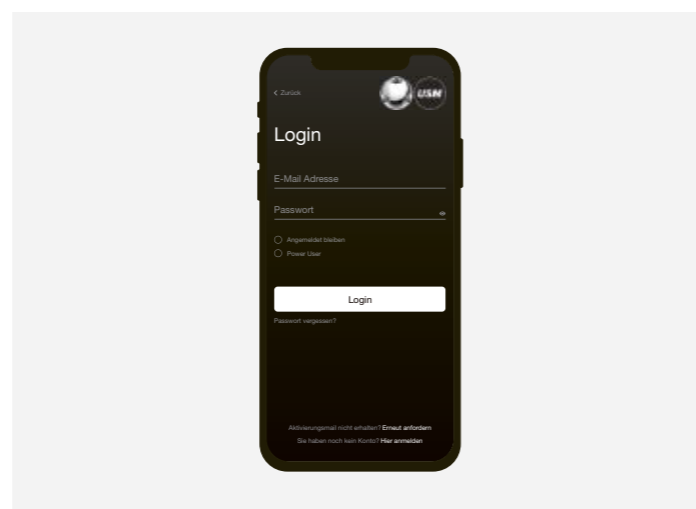 Zurück
USM
Login
E-Mail Adresse
Passwort
Angemeldet bleiben
Power User
Login
Passwort vergessen?
Aktivierungsmail nicht erhalten? Erneut anfordern
Sie haben noch kein Konto? Hier anmelden